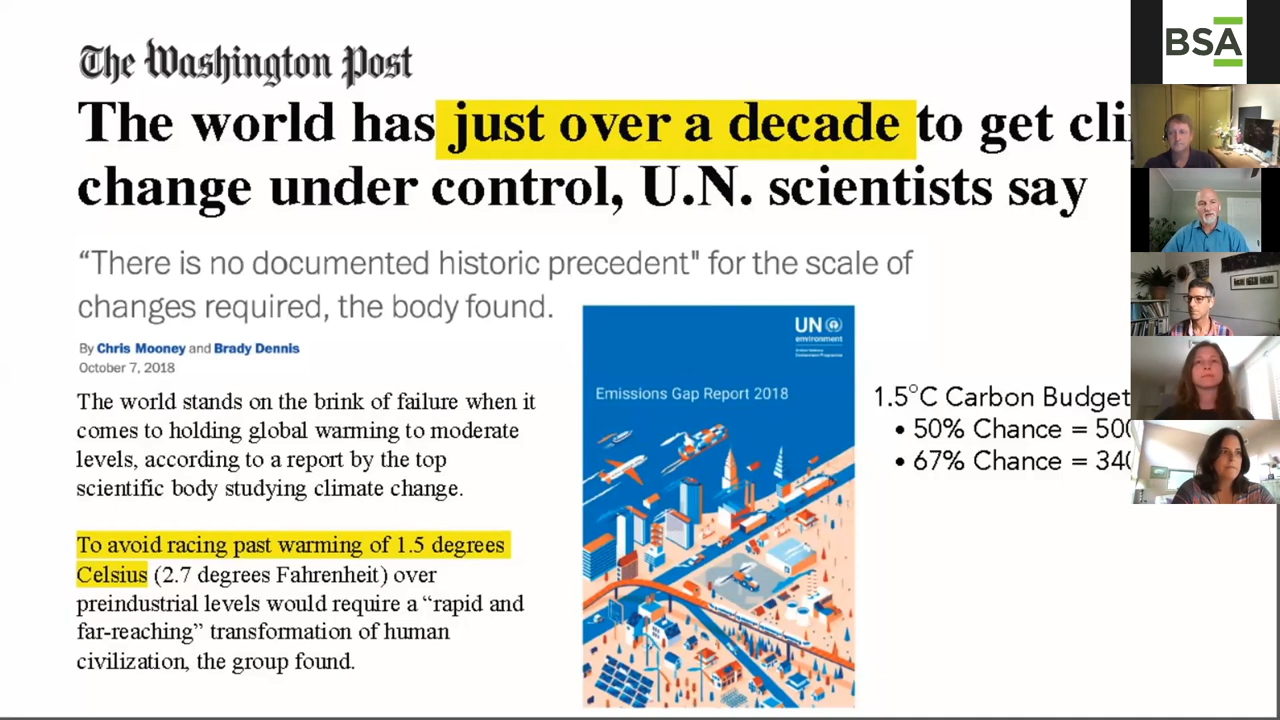 The Washington Post
The world has just over a decade to get cli
change under control, U.N. scientists say
“There is no documented historic precedent" for the scale of
changes required, the body found.
By Chris Mooney and Brady Dennis
October 7, 2018
The world stands on the brink of failure when it
comes to holding global warming to moderate
levels, according to a report by the top
scientific body studying climate change.
To avoid racing past warming of 1.5 degrees
Celsius (2.7 degrees Fahrenheit) over
preindustrial levels would require a “rapid and
far-reaching” transformation of human
civilization, the group found.
UN
environment
Emissions Gap Report 2018
1.5°C Carbon Budget
• 50% Chance = 500
• 67% Chance = 340
BSA